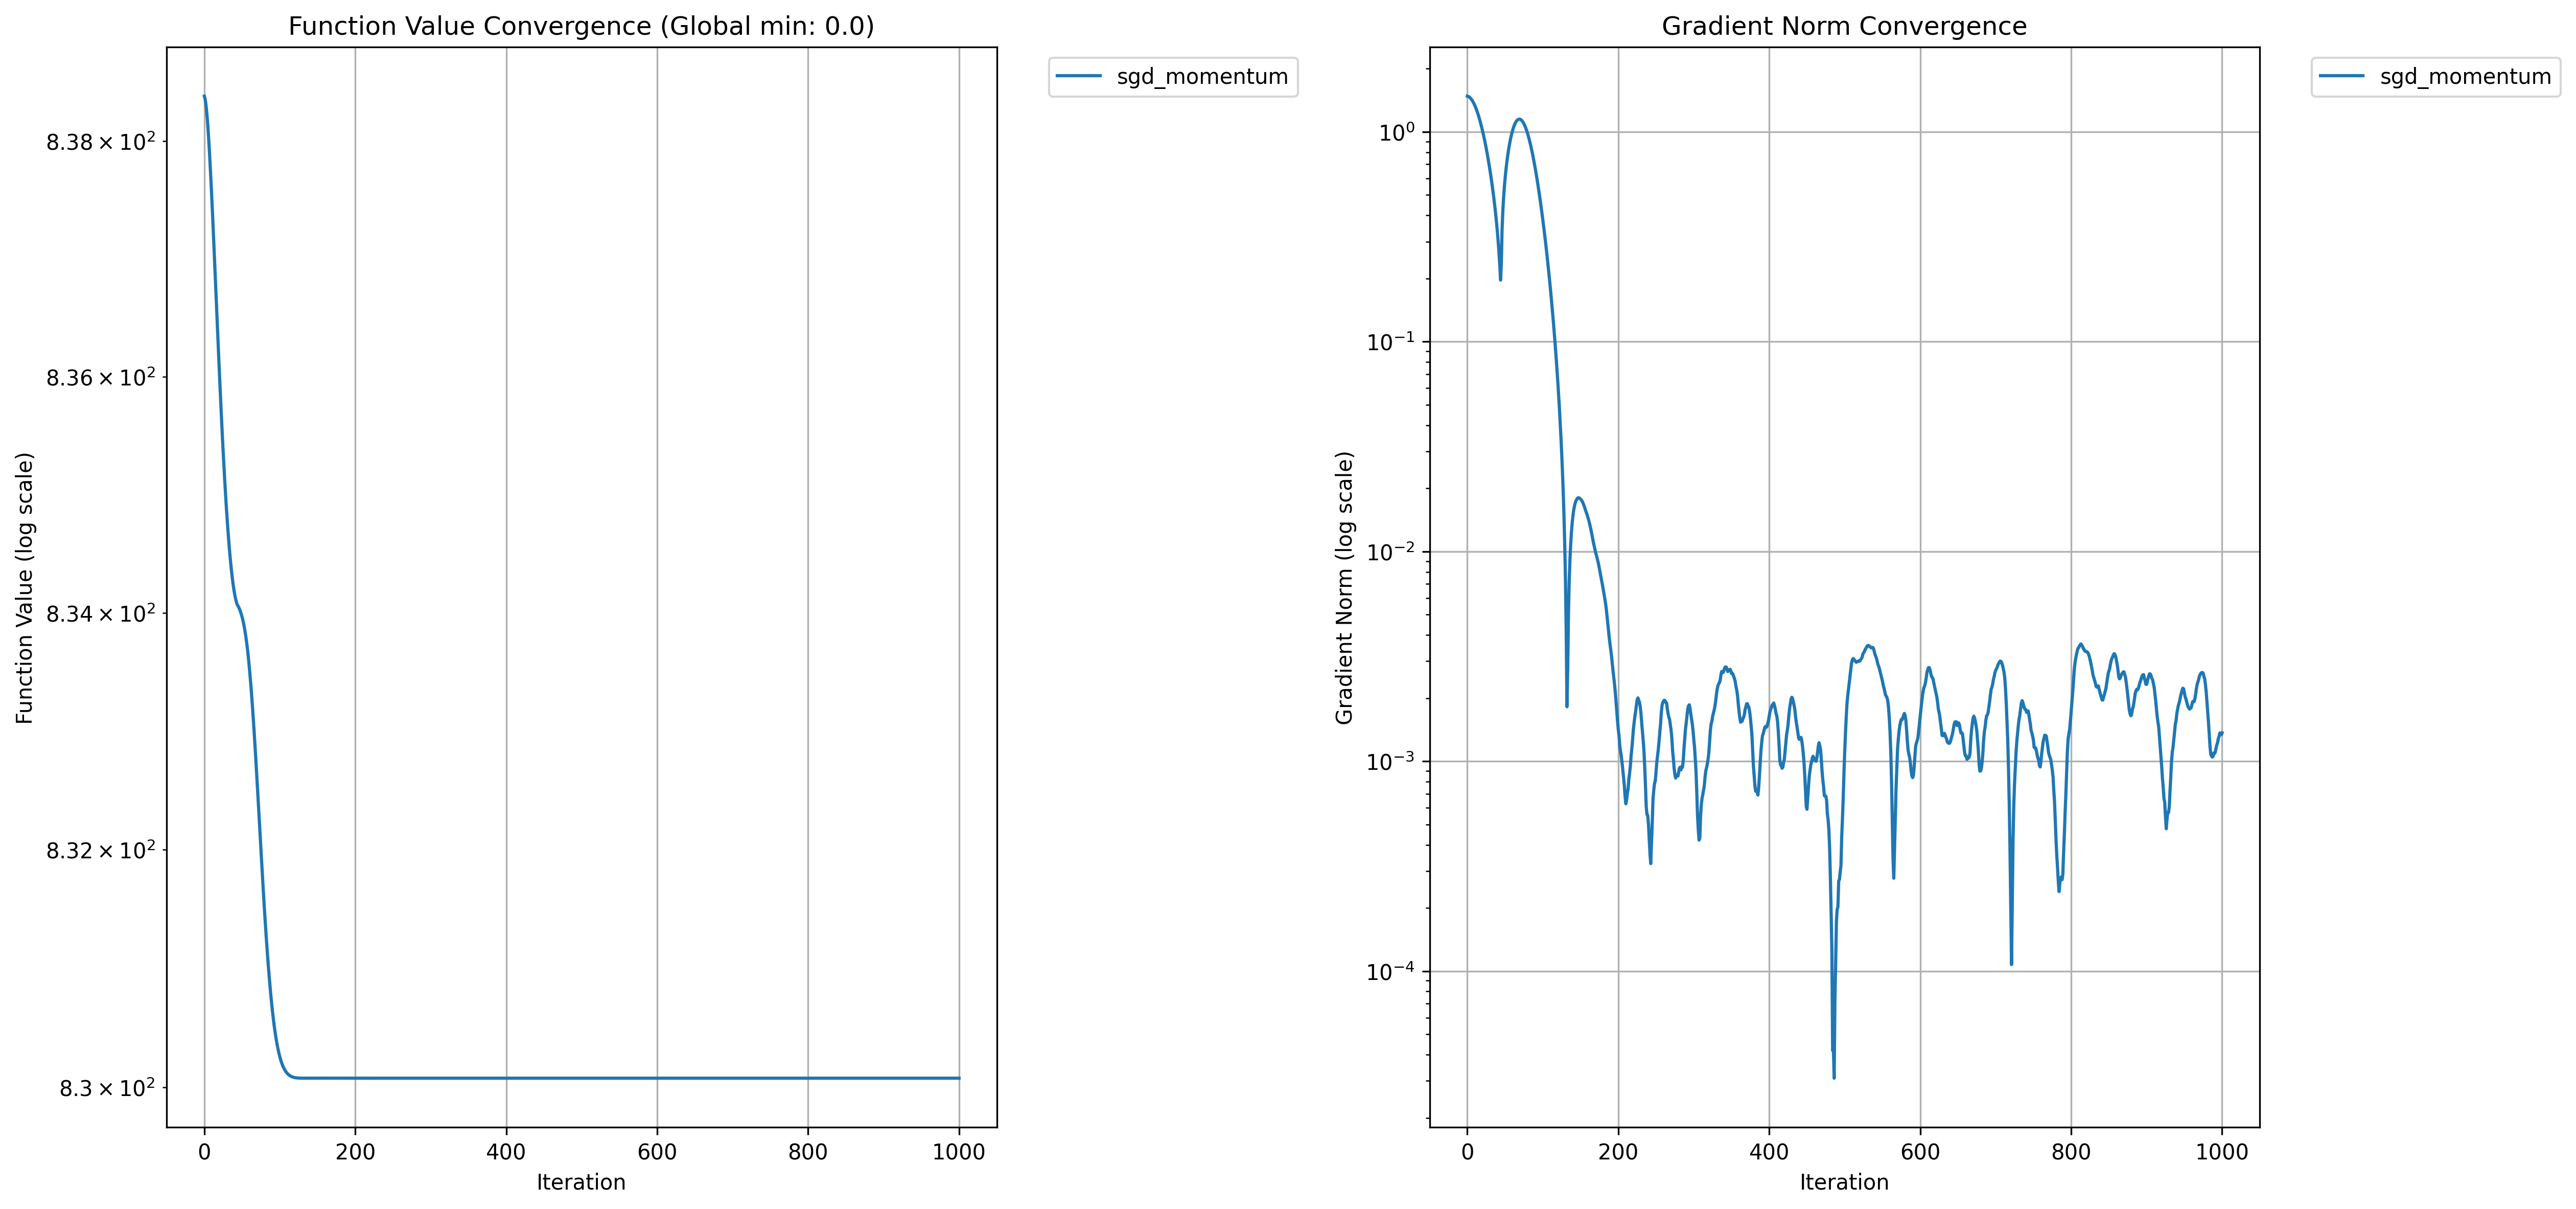 Function Value Convergence (Global min: 0.0)
Function Value (log scale)
8.38 × 10²
8.36 × 10²
8.34 × 10²
8.32 × 10²
8.3 × 10²
0 200 400 600 800 1000
Iteration
sgd_momentum
Gradient Norm Convergence
Gradient Norm (log scale)
10⁰
10⁻¹
10⁻²
10⁻³
10⁻⁴
0 200 400 600 800 1000
Iteration
sgd_momentum